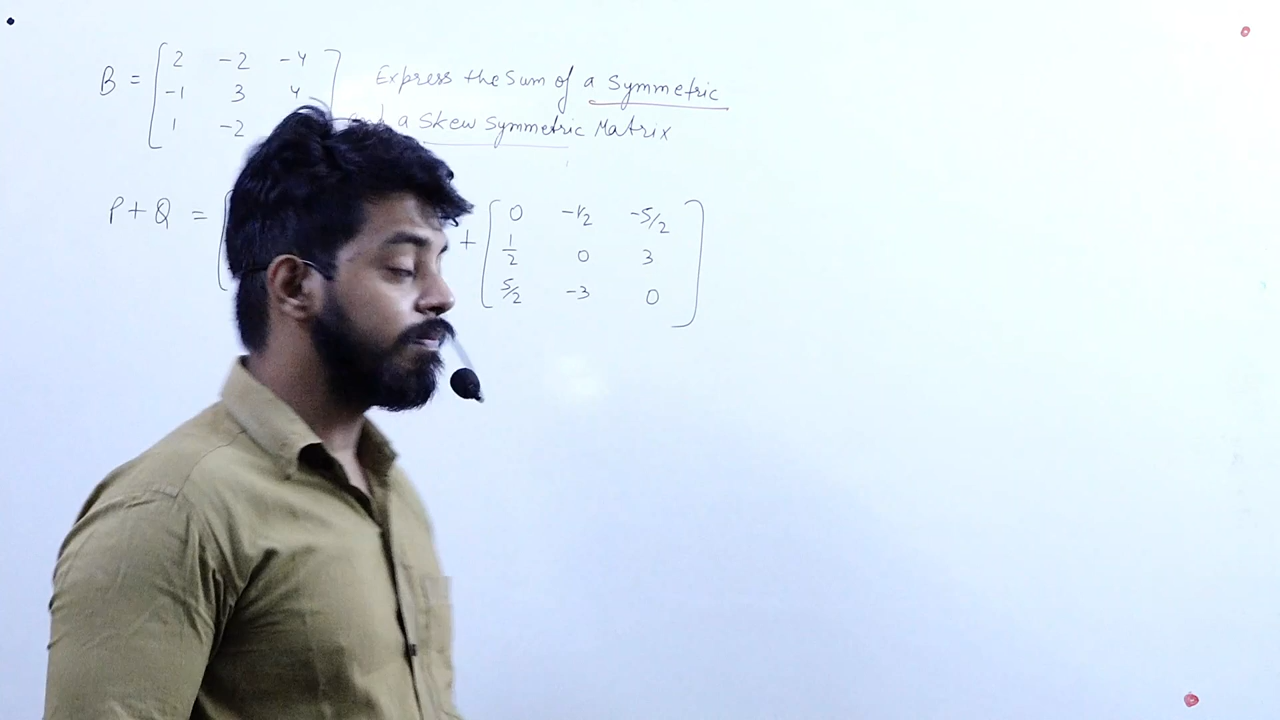 B = [ 2 -2 -4
-1 3 4
1 -2
Express the Sum of a Symmetric
a Skew Symmetric Matrix
P + Q = [ + [ 0 -1/2 -5/2
1/2 0 3
5/2 -3 0 ]